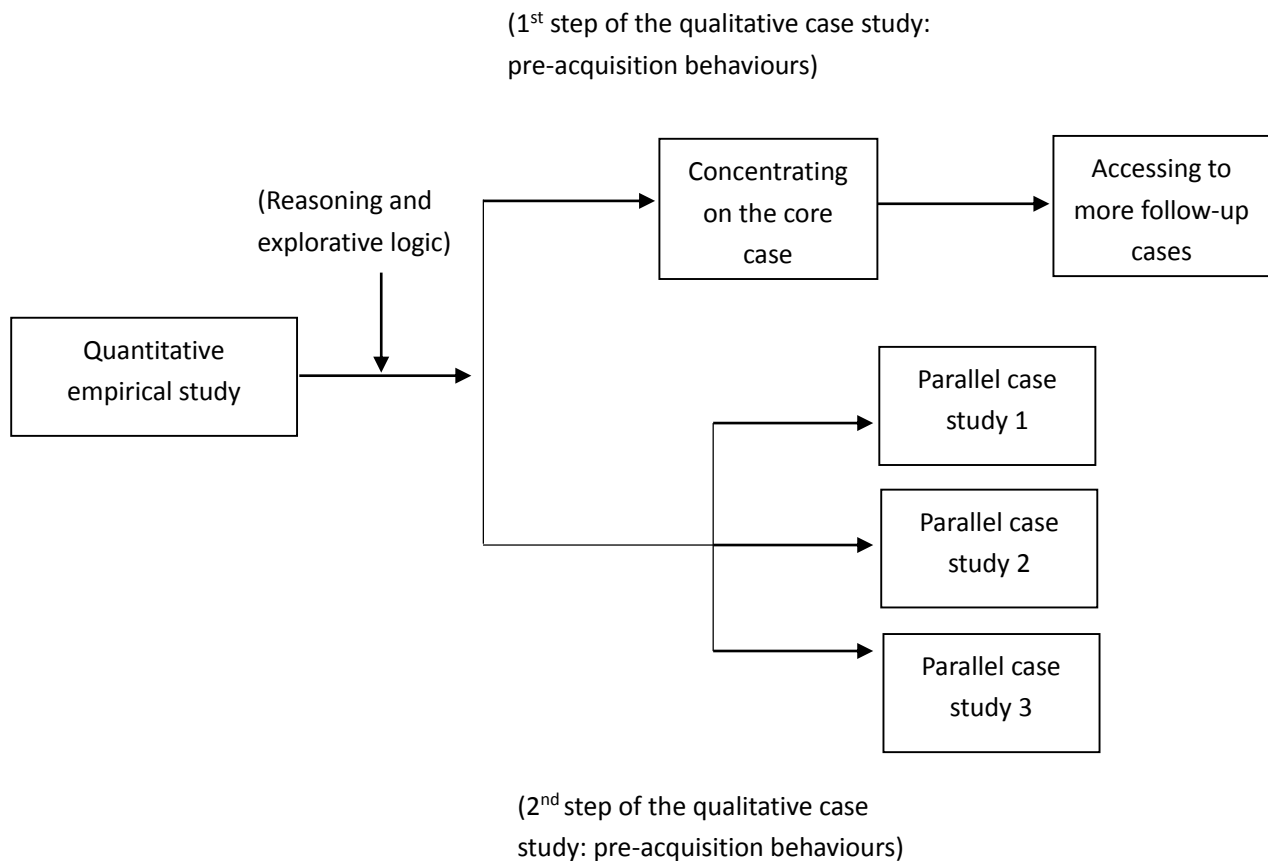 (1st step of the qualitative case study:
pre-acquisition behaviours)
Concentrating
on the core
case
Accessing to
more follow-up
cases
(Reasoning and
explorative logic)
Quantitative
empirical study
Parallel case
study 1
Parallel case
study 2
Parallel case
study 3
(2nd step of the qualitative case
study: pre-acquisition behaviours)